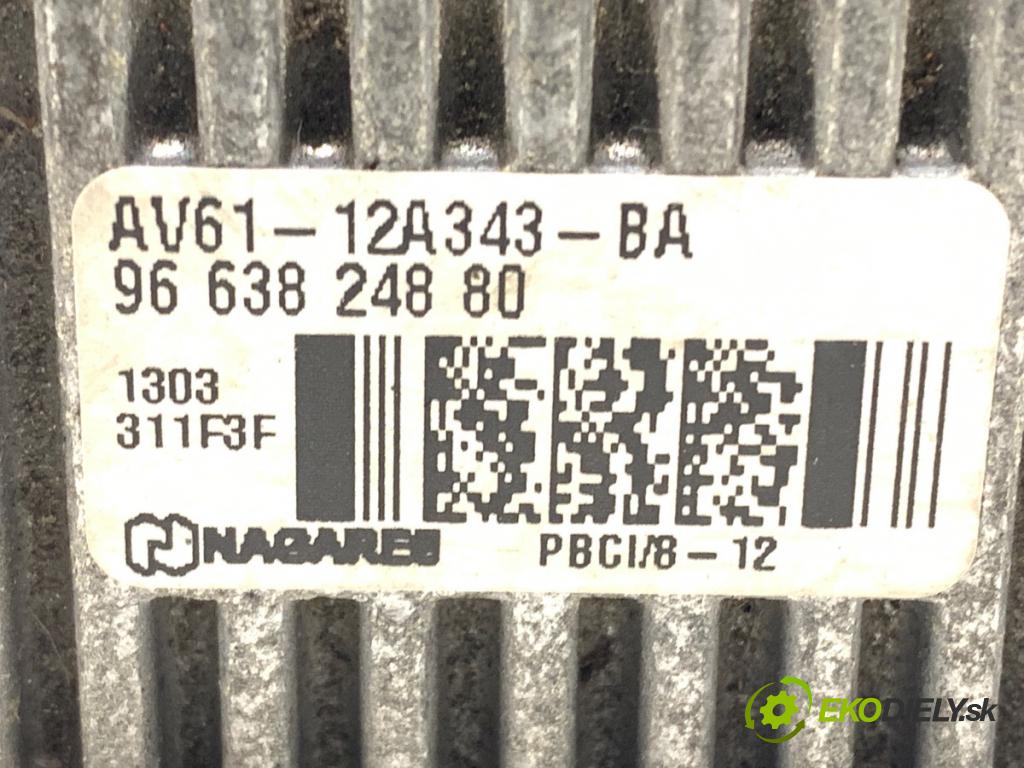 AV61-12A343-BA
96 638 248 80
1303
311F3F
NAGARES
PBCI/8-12
EKODIELY.sk